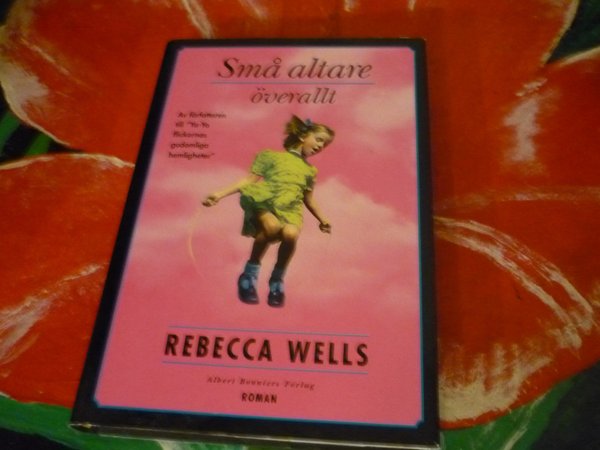 Små altare
överallt
Av författaren
till "Ya-Ya
flickornas
gudomliga
hemligheter"
REBECCA WELLS
Albert Bonniers Förlag
ROMAN